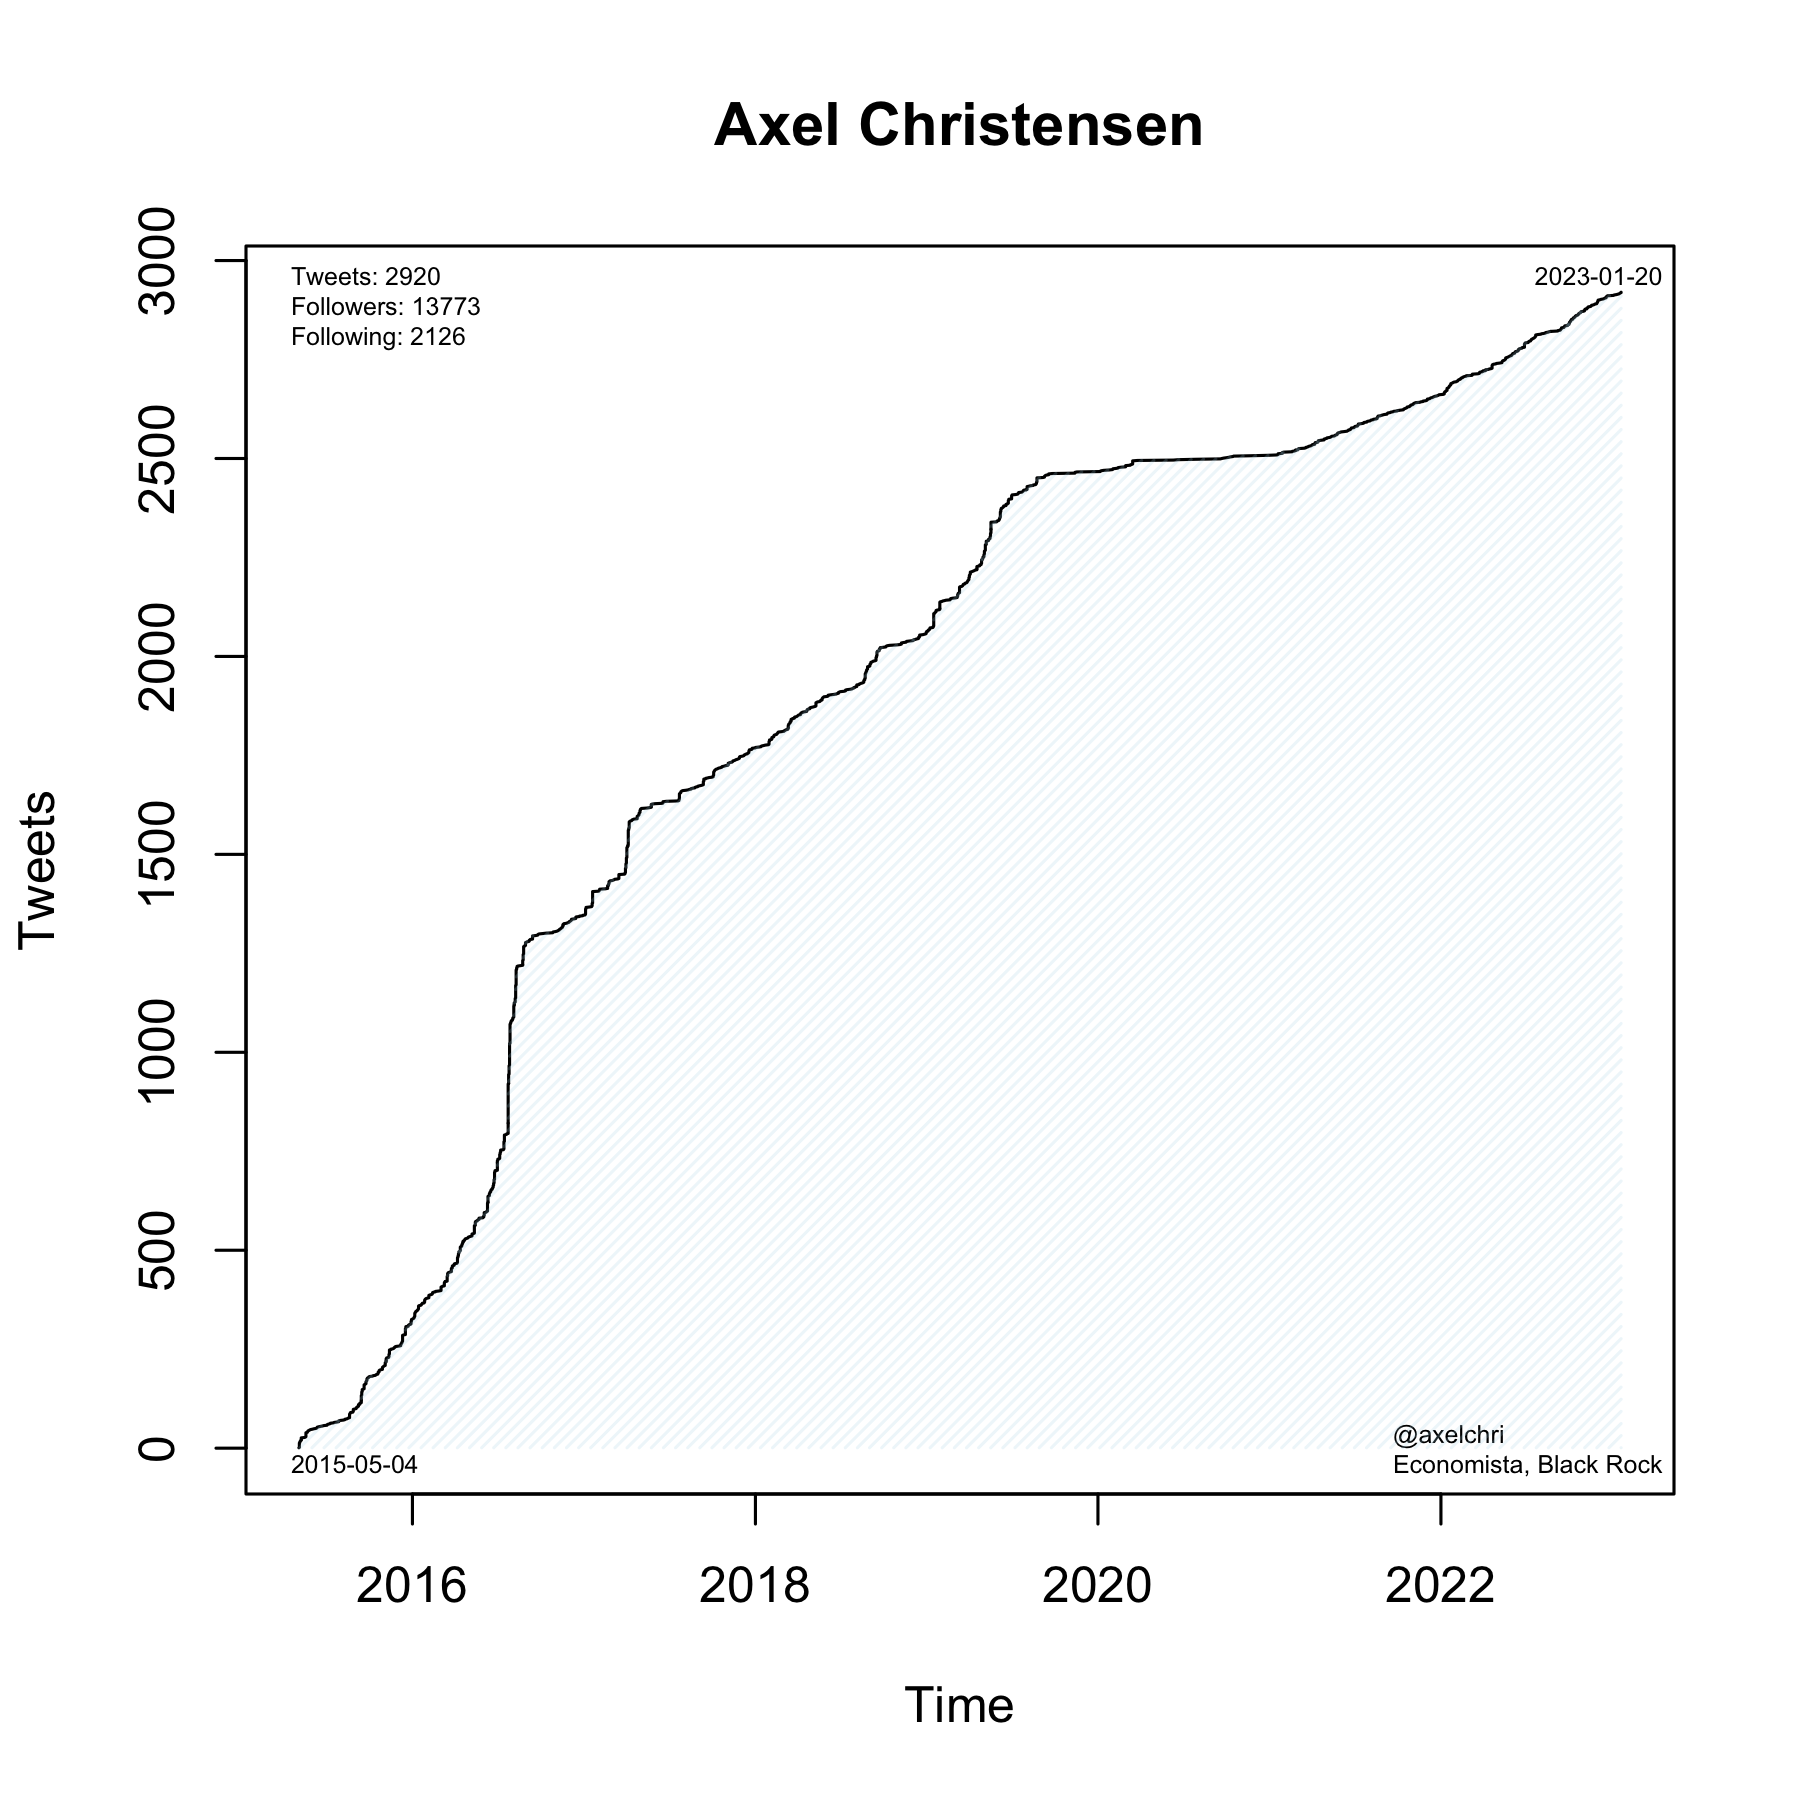 Axel Christensen
Tweets: 2920
Followers: 13773
Following: 2126
2023-01-20
3000
2500
2000
1500
1000
500
0
Tweets
@axelchri
Economista, Black Rock
2015-05-04
2016
2018
2020
2022
Time